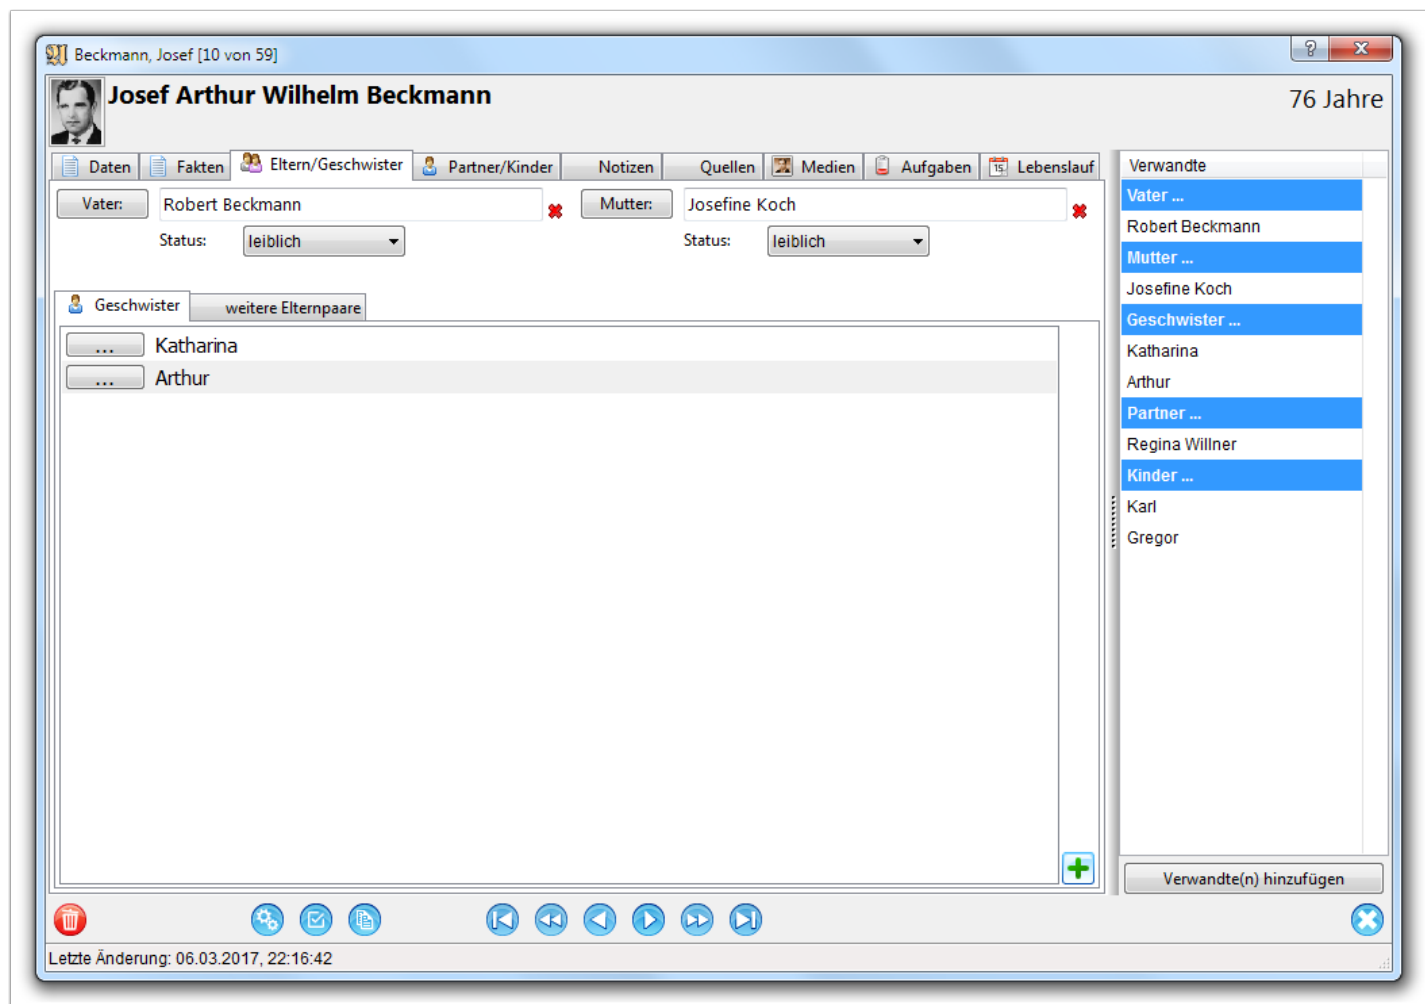 Beckmann, Josef [10 von 59]
Josef Arthur Wilhelm Beckmann
76 Jahre
Daten Fakten Eltern/Geschwister Partner/Kinder Notizen Quellen Medien Aufgaben 15 Lebenslauf
Vater: Robert Beckmann Mutter: Josefine Koch
Status: leiblich Status: leiblich
Geschwister weitere Elternpaare
... Katharina
... Arthur
Verwandte
Vater ...
Robert Beckmann
Mutter ...
Josefine Koch
Geschwister ...
Katharina
Arthur
Partner ...
Regina Willner
Kinder ...
Karl
Gregor
Verwandte(n) hinzufügen
Letzte Änderung: 06.03.2017, 22:16:42